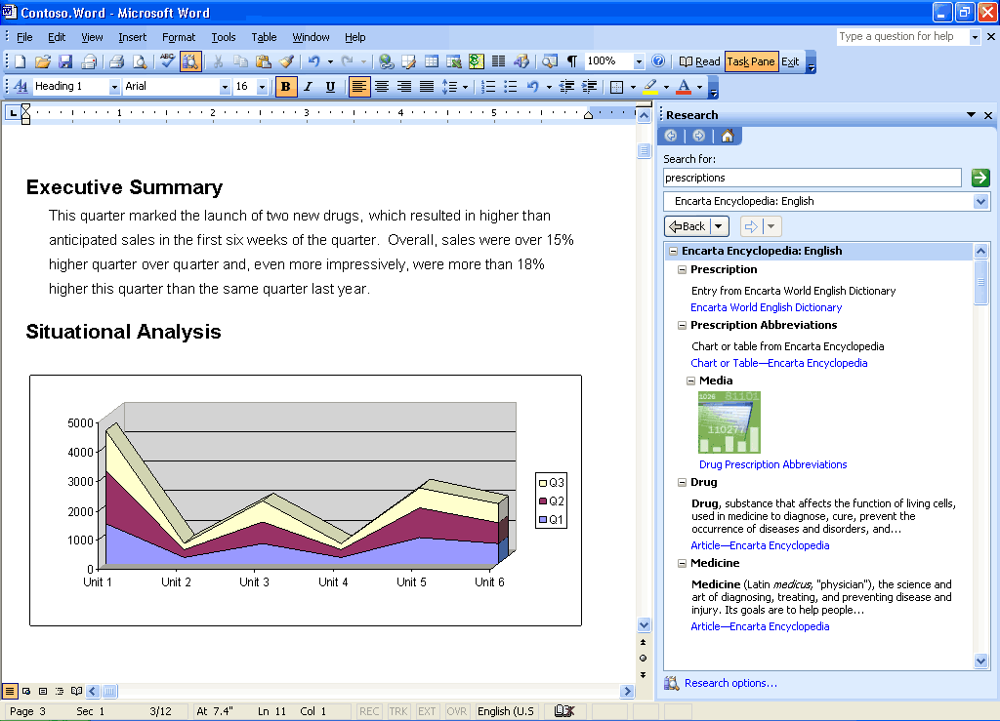 Contoso.Word - Microsoft Word
File Edit View Insert Format Tools Table Window Help
Type a question for help
ABC
100%
Read
Task Pane
Exit
Heading 1
Arial
16
B I U
A
L
1 2 3 4 5
Executive Summary
This quarter marked the launch of two new drugs, which resulted in higher than
anticipated sales in the first six weeks of the quarter.  Overall, sales were over 15%
higher quarter over quarter and, even more impressively, were more than 18%
higher this quarter than the same quarter last year.
Situational Analysis
5000
4000
3000
2000
1000
0
Unit 1 Unit 2 Unit 3 Unit 4 Unit 5 Unit 6
Q3
Q2
Q1
Research
Search for:
prescriptions
Encarta Encyclopedia: English
Back
Encarta Encyclopedia: English
Prescription
Entry from Encarta World English Dictionary
Encarta World English Dictionary
Prescription Abbreviations
Chart or table from Encarta Encyclopedia
Chart or Table—Encarta Encyclopedia
Media
1026 81101
110277
Drug Prescription Abbreviations
Drug
Drug, substance that affects the function of living cells,
used in medicine to diagnose, cure, prevent the
occurrence of diseases and disorders, and...
Article—Encarta Encyclopedia
Medicine
Medicine (Latin medicus, "physician"), the science and
art of diagnosing, treating, and preventing disease and
injury. Its goals are to help people...
Article—Encarta Encyclopedia
Research options...
Page 3 Sec 1 3/12 At 7.4" Ln 11 Col 1 REC TRK EXT OVR English (U.S